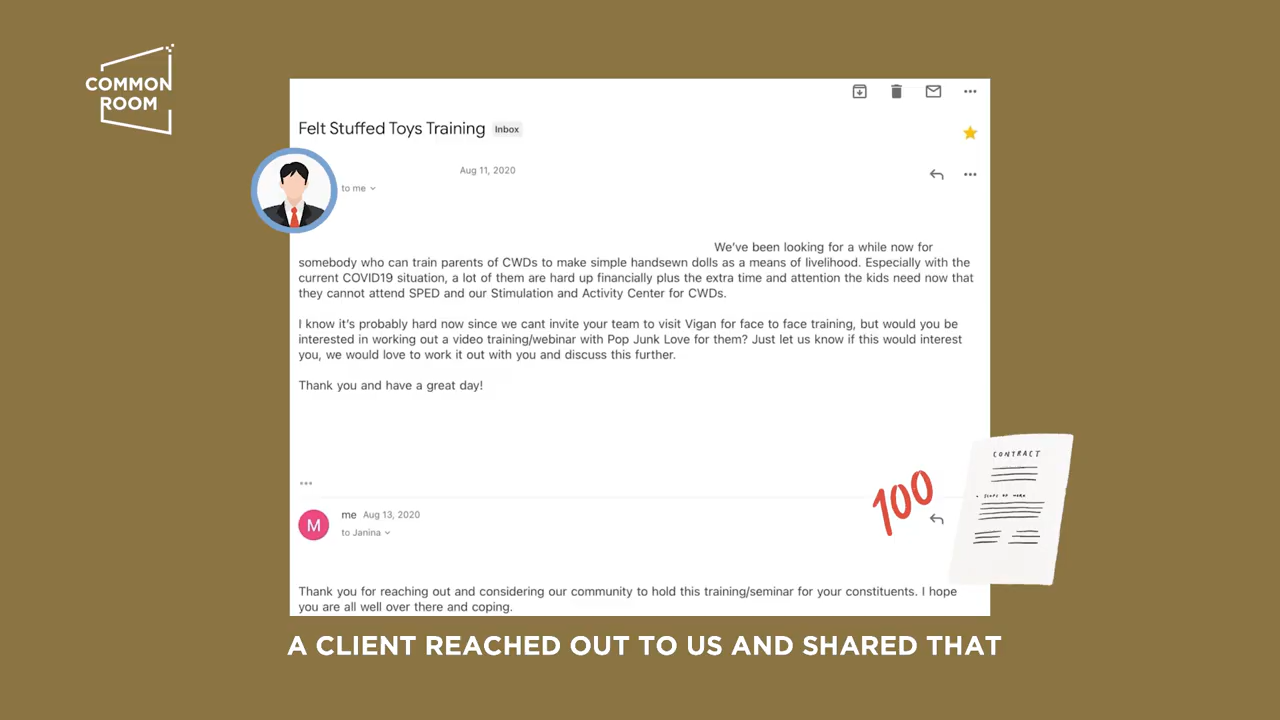 COMMON
ROOM
Felt Stuffed Toys Training Inbox
Aug 11, 2020
to me
We've been looking for a while now for
somebody who can train parents of CWDs to make simple handsewn dolls as a means of livelihood. Especially with the
current COVID19 situation, a lot of them are hard up financially plus the extra time and attention the kids need now that
they cannot attend SPED and our Stimulation and Activity Center for CWDs.
I know it's probably hard now since we cant invite your team to visit Vigan for face to face training, but would you be
interested in working out a video training/webinar with Pop Junk Love for them? Just let us know if this would interest
you, we would love to work it out with you and discuss this further.
Thank you and have a great day!
CONTRACT
SCOPE OF WORK
100
M
me Aug 13, 2020
to Janina
Thank you for reaching out and considering our community to hold this training/seminar for your constituents. I hope
you are all well over there and coping.
A CLIENT REACHED OUT TO US AND SHARED THAT